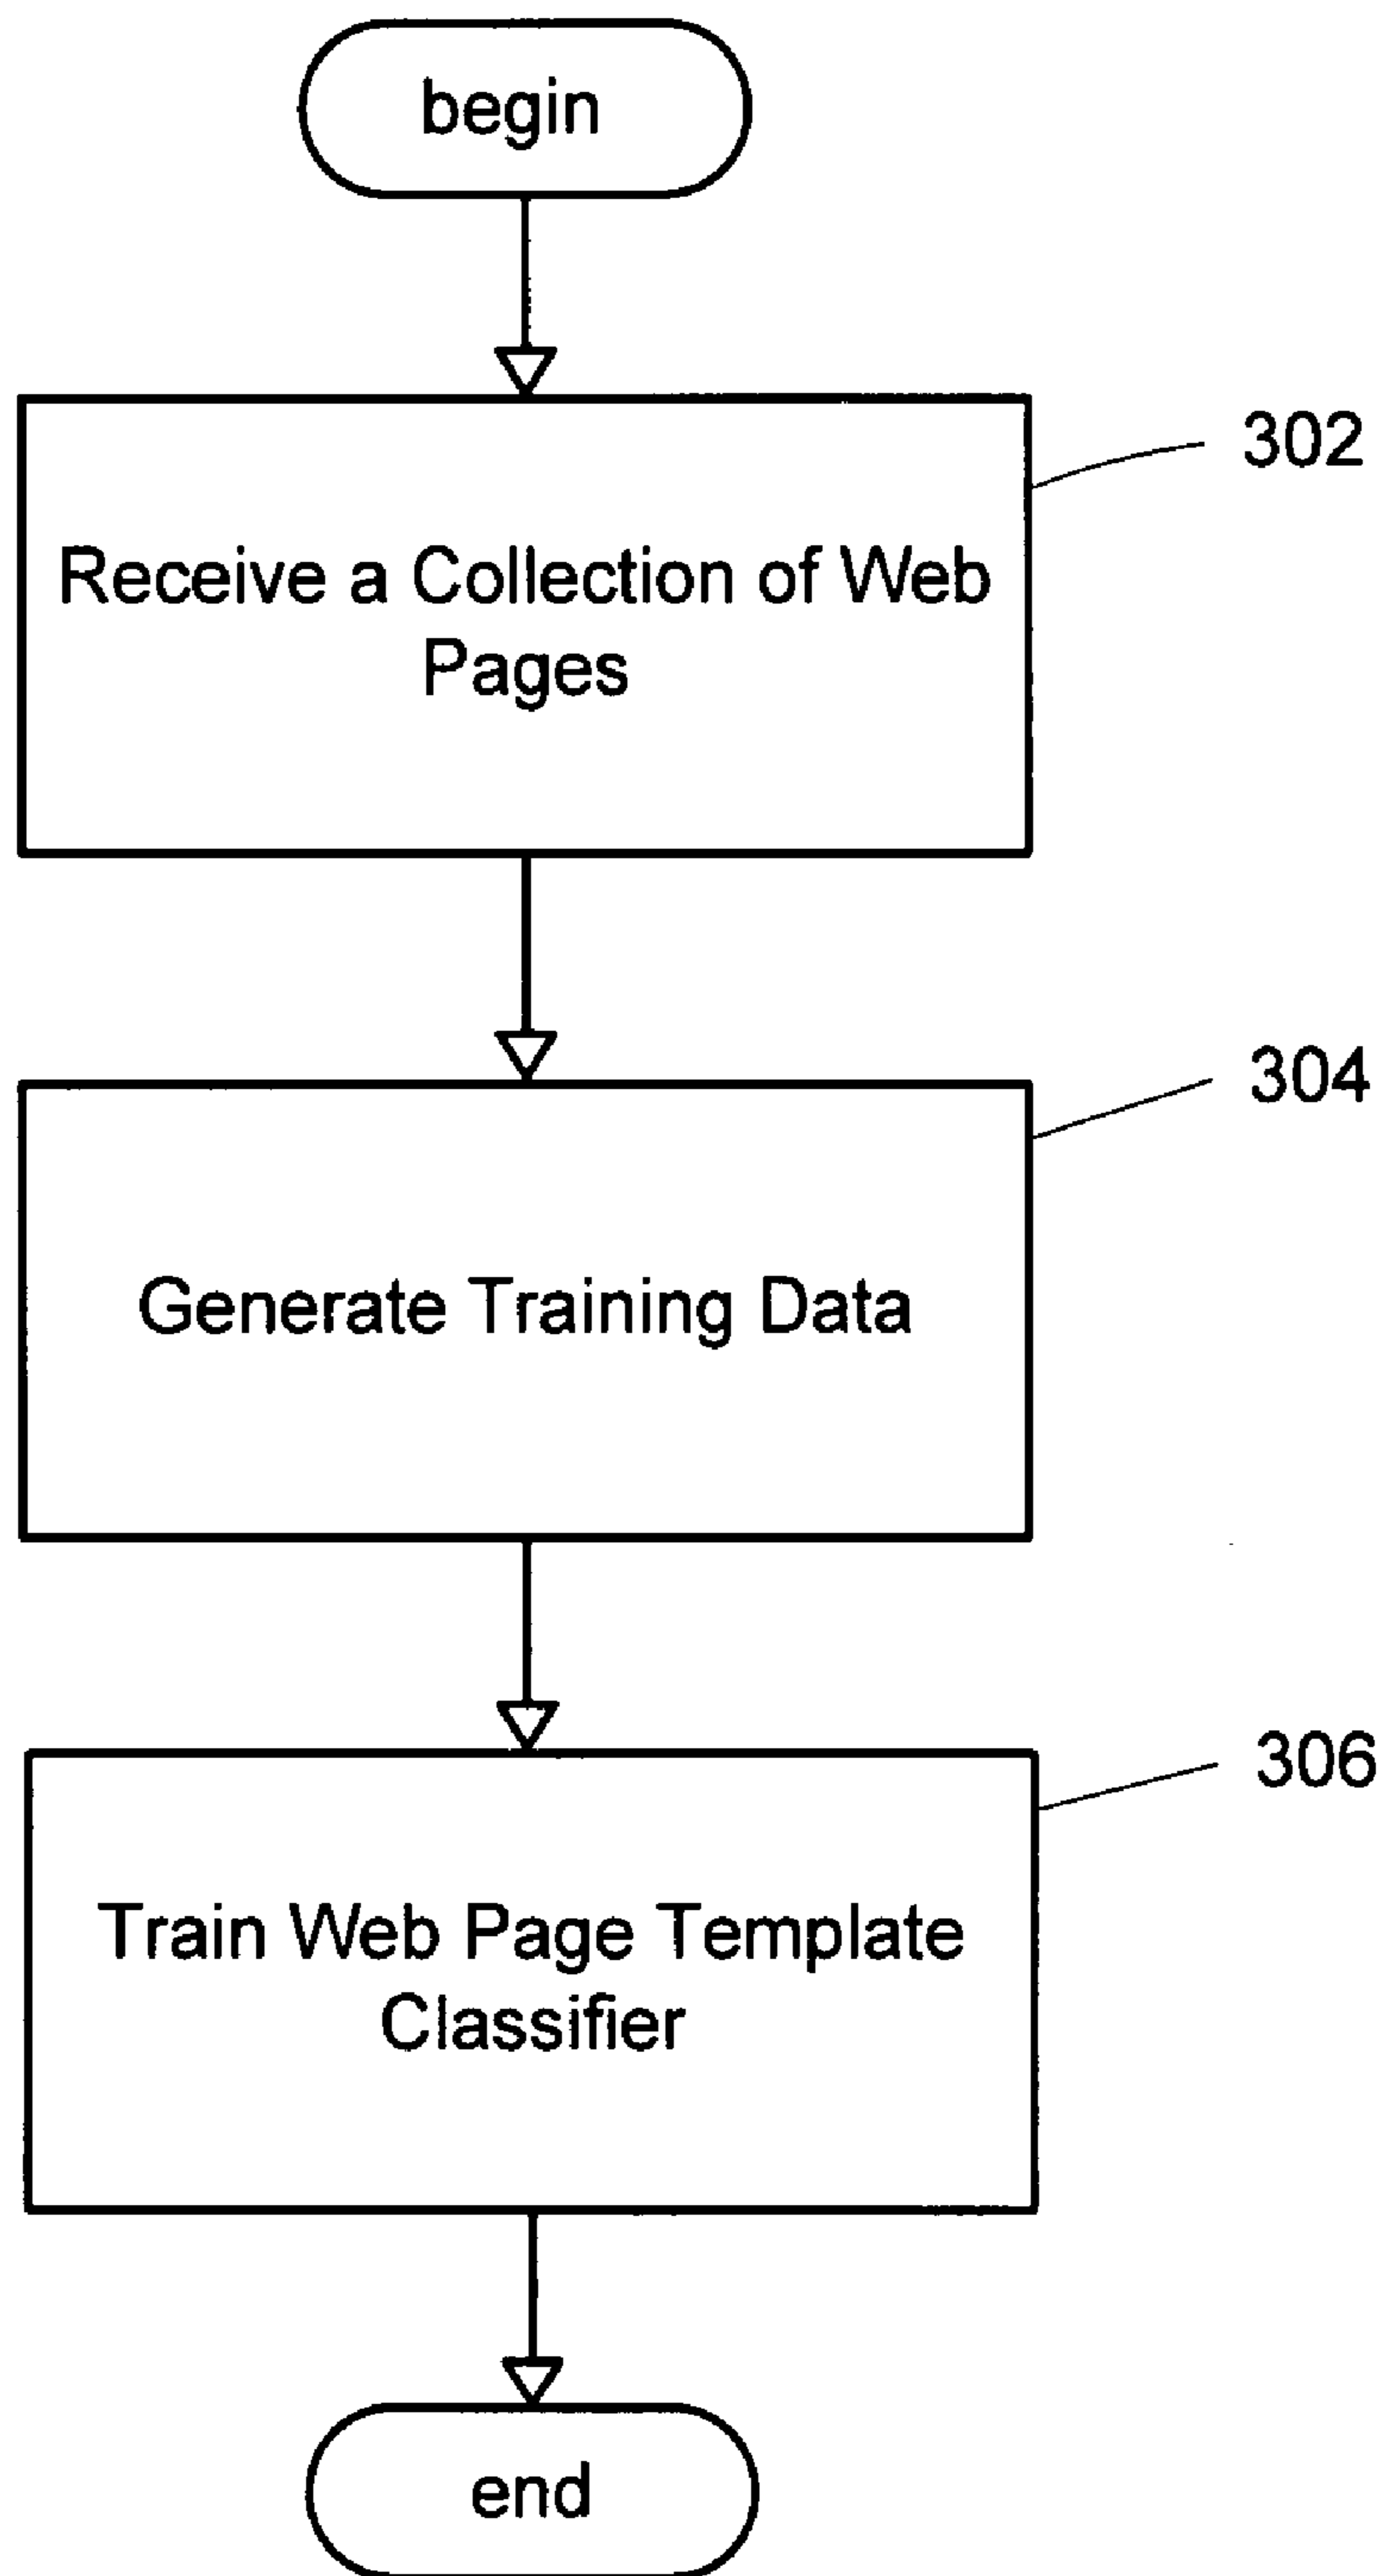 begin
302
Receive a Collection of Web
Pages
304
Generate Training Data
306
Train Web Page Template
Classifier
end